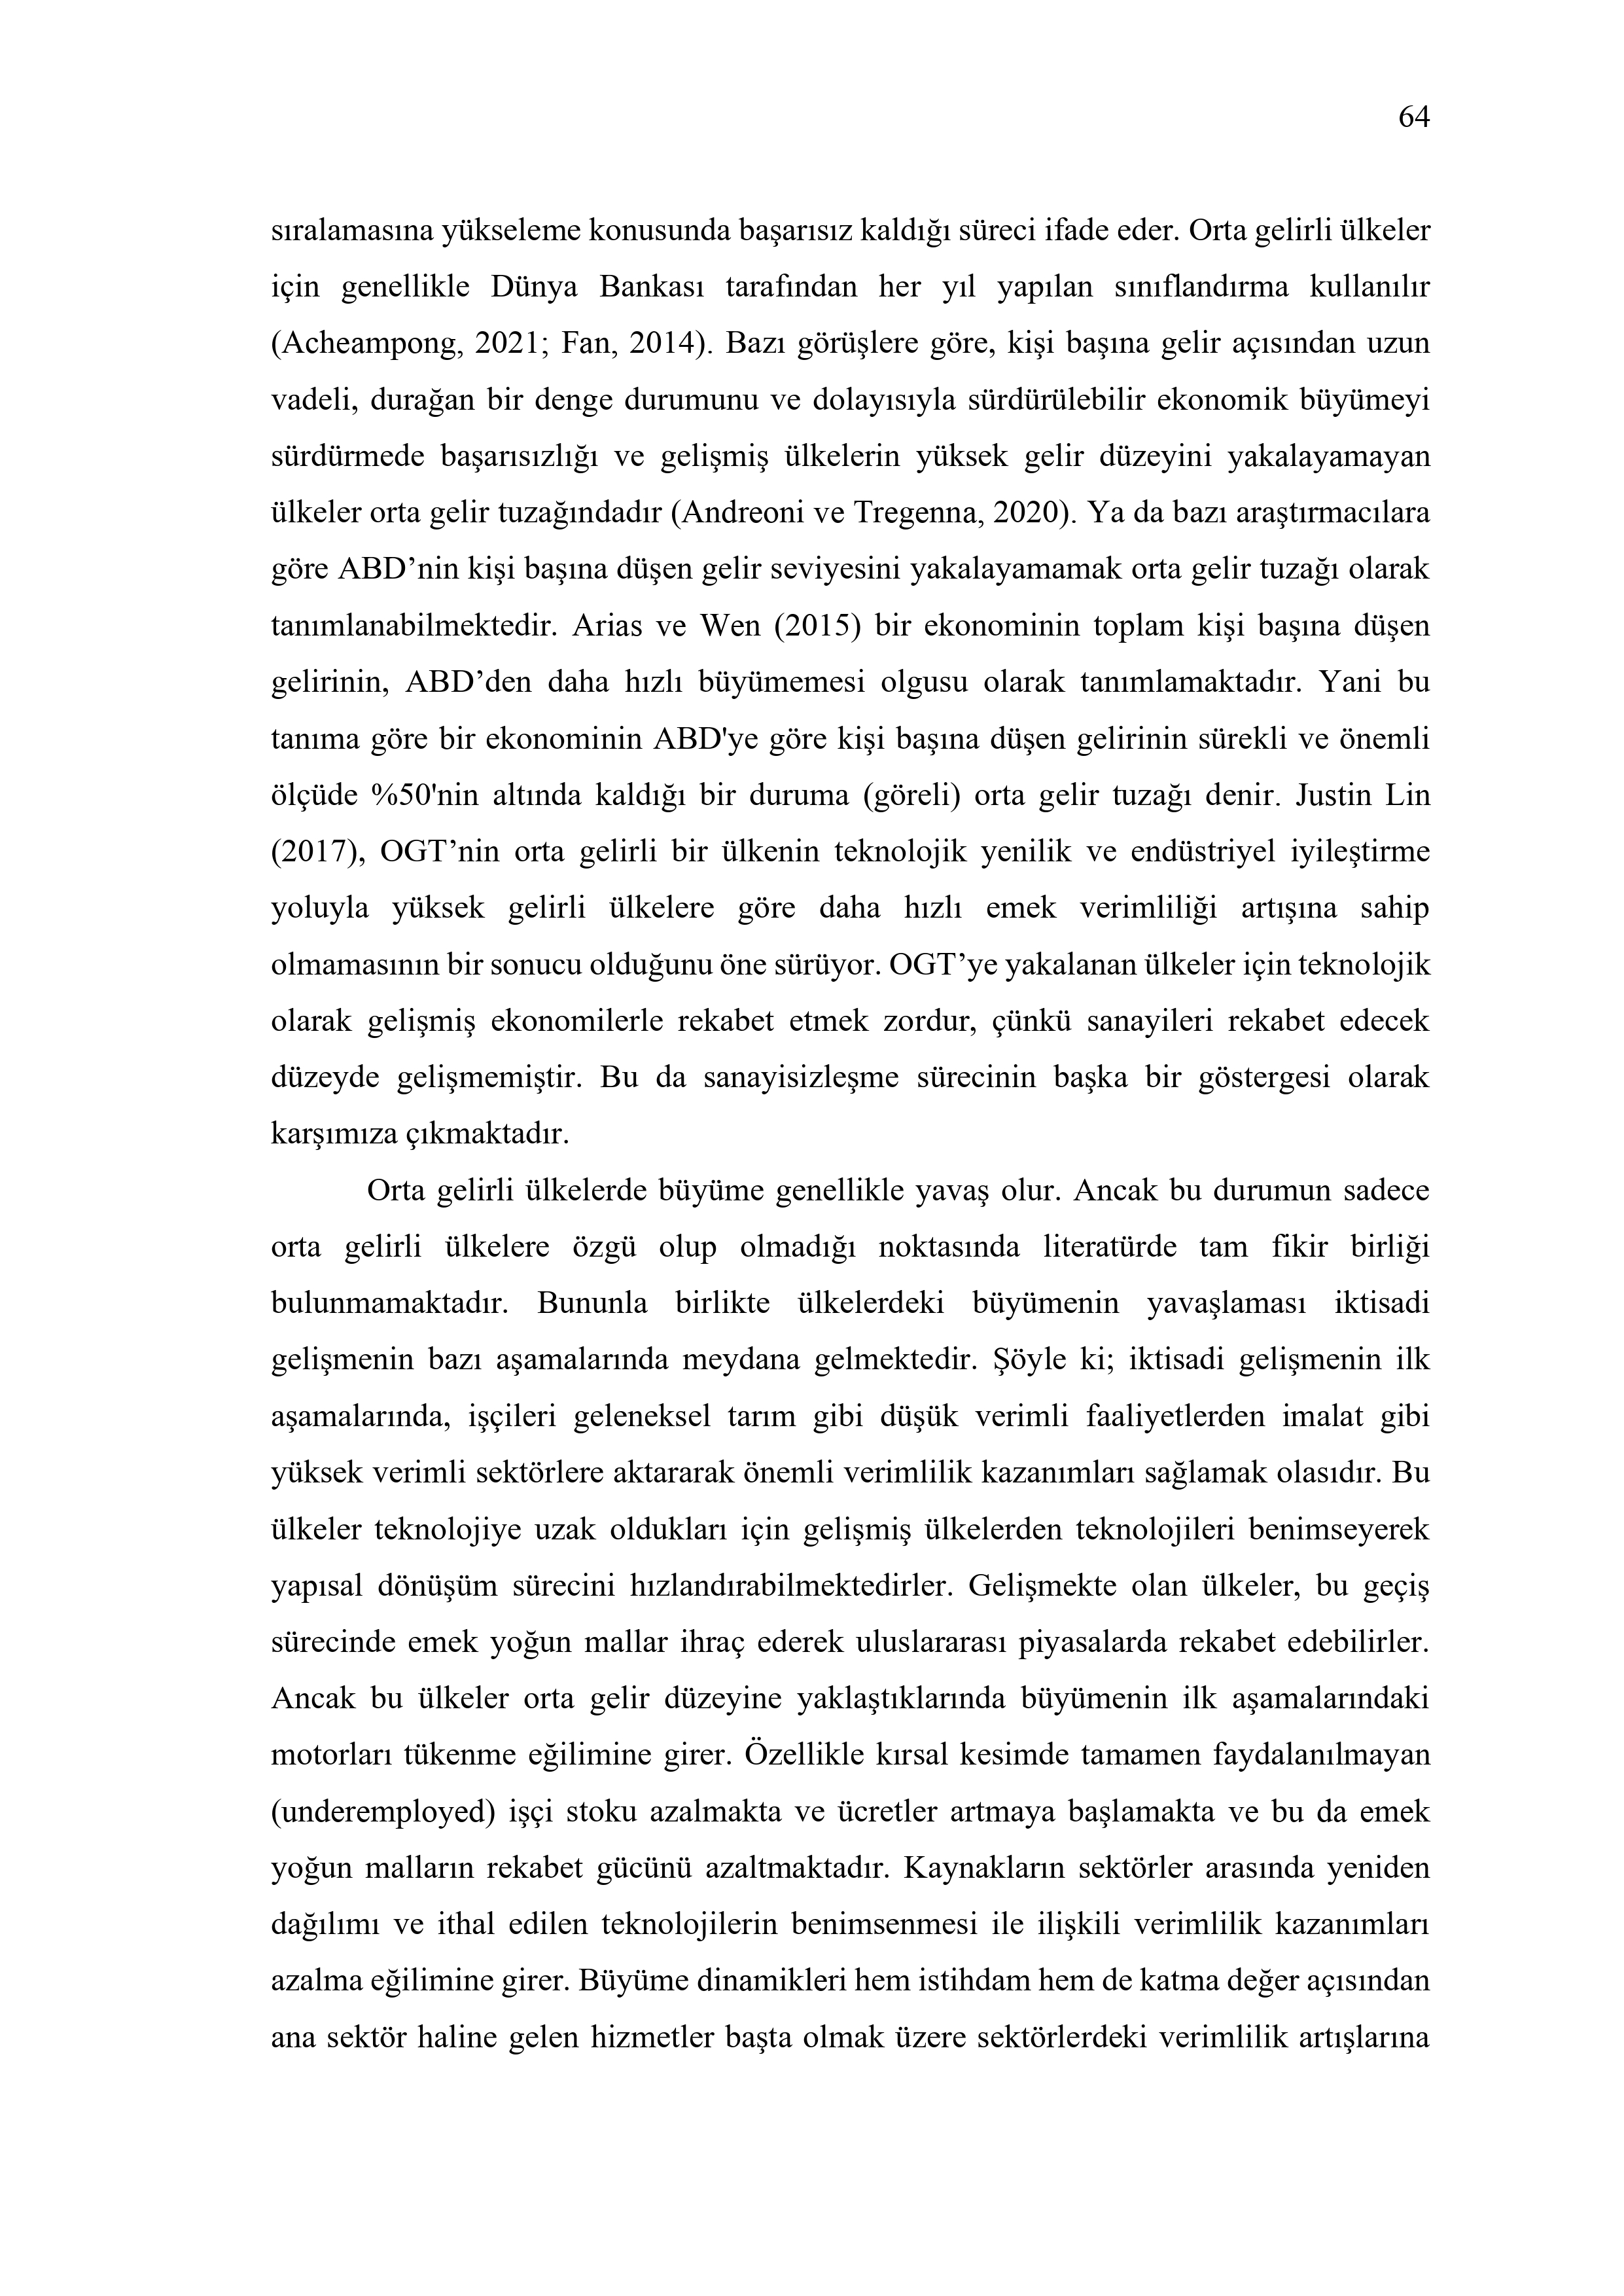 64
sıralamasına yükseleme konusunda başarısız kaldığı süreci ifade eder. Orta gelirli ülkeler
için genellikle Dünya Bankası tarafından her yıl yapılan sınıflandırma kullanılır
(Acheampong, 2021; Fan, 2014). Bazı görüşlere göre, kişi başına gelir açısından uzun
vadeli, durağan bir denge durumunu ve dolayısıyla sürdürülebilir ekonomik büyümeyi
sürdürmede başarısızlığı ve gelişmiş ülkelerin yüksek gelir düzeyini yakalayamayan
ülkeler orta gelir tuzağındadır (Andreoni ve Tregenna, 2020). Ya da bazı araştırmacılara
göre ABD’nin kişi başına düşen gelir seviyesini yakalayamamak orta gelir tuzağı olarak
tanımlanabilmektedir. Arias ve Wen (2015) bir ekonominin toplam kişi başına düşen
gelirinin, ABD’den daha hızlı büyümemesi olgusu olarak tanımlamaktadır. Yani bu
tanıma göre bir ekonominin ABD'ye göre kişi başına düşen gelirinin sürekli ve önemli
ölçüde %50'nin altında kaldığı bir duruma (göreli) orta gelir tuzağı denir. Justin Lin
(2017), OGT’nin orta gelirli bir ülkenin teknolojik yenilik ve endüstriyel iyileştirme
yoluyla yüksek gelirli ülkelere göre daha hızlı emek verimliliği artışına sahip
olmamasının bir sonucu olduğunu öne sürüyor. OGT’ye yakalanan ülkeler için teknolojik
olarak gelişmiş ekonomilerle rekabet etmek zordur, çünkü sanayileri rekabet edecek
düzeyde gelişmemiştir. Bu da sanayisizleşme sürecinin başka bir göstergesi olarak
karşımıza çıkmaktadır.
Orta gelirli ülkelerde büyüme genellikle yavaş olur. Ancak bu durumun sadece
orta gelirli ülkelere özgü olup olmadığı noktasında literatürde tam fikir birliği
bulunmamaktadır. Bununla birlikte ülkelerdeki büyümenin yavaşlaması iktisadi
gelişmenin bazı aşamalarında meydana gelmektedir. Şöyle ki; iktisadi gelişmenin ilk
aşamalarında, işçileri geleneksel tarım gibi düşük verimli faaliyetlerden imalat gibi
yüksek verimli sektörlere aktararak önemli verimlilik kazanımları sağlamak olasıdır. Bu
ülkeler teknolojiye uzak oldukları için gelişmiş ülkelerden teknolojileri benimseyerek
yapısal dönüşüm sürecini hızlandırabilmektedirler. Gelişmekte olan ülkeler, bu geçiş
sürecinde emek yoğun mallar ihraç ederek uluslararası piyasalarda rekabet edebilirler.
Ancak bu ülkeler orta gelir düzeyine yaklaştıklarında büyümenin ilk aşamalarındaki
motorları tükenme eğilimine girer. Özellikle kırsal kesimde tamamen faydalanılmayan
(underemployed) işçi stoku azalmakta ve ücretler artmaya başlamakta ve bu da emek
yoğun malların rekabet gücünü azaltmaktadır. Kaynakların sektörler arasında yeniden
dağılımı ve ithal edilen teknolojilerin benimsenmesi ile ilişkili verimlilik kazanımları
azalma eğilimine girer. Büyüme dinamikleri hem istihdam hem de katma değer açısından
ana sektör haline gelen hizmetler başta olmak üzere sektörlerdeki verimlilik artışlarına